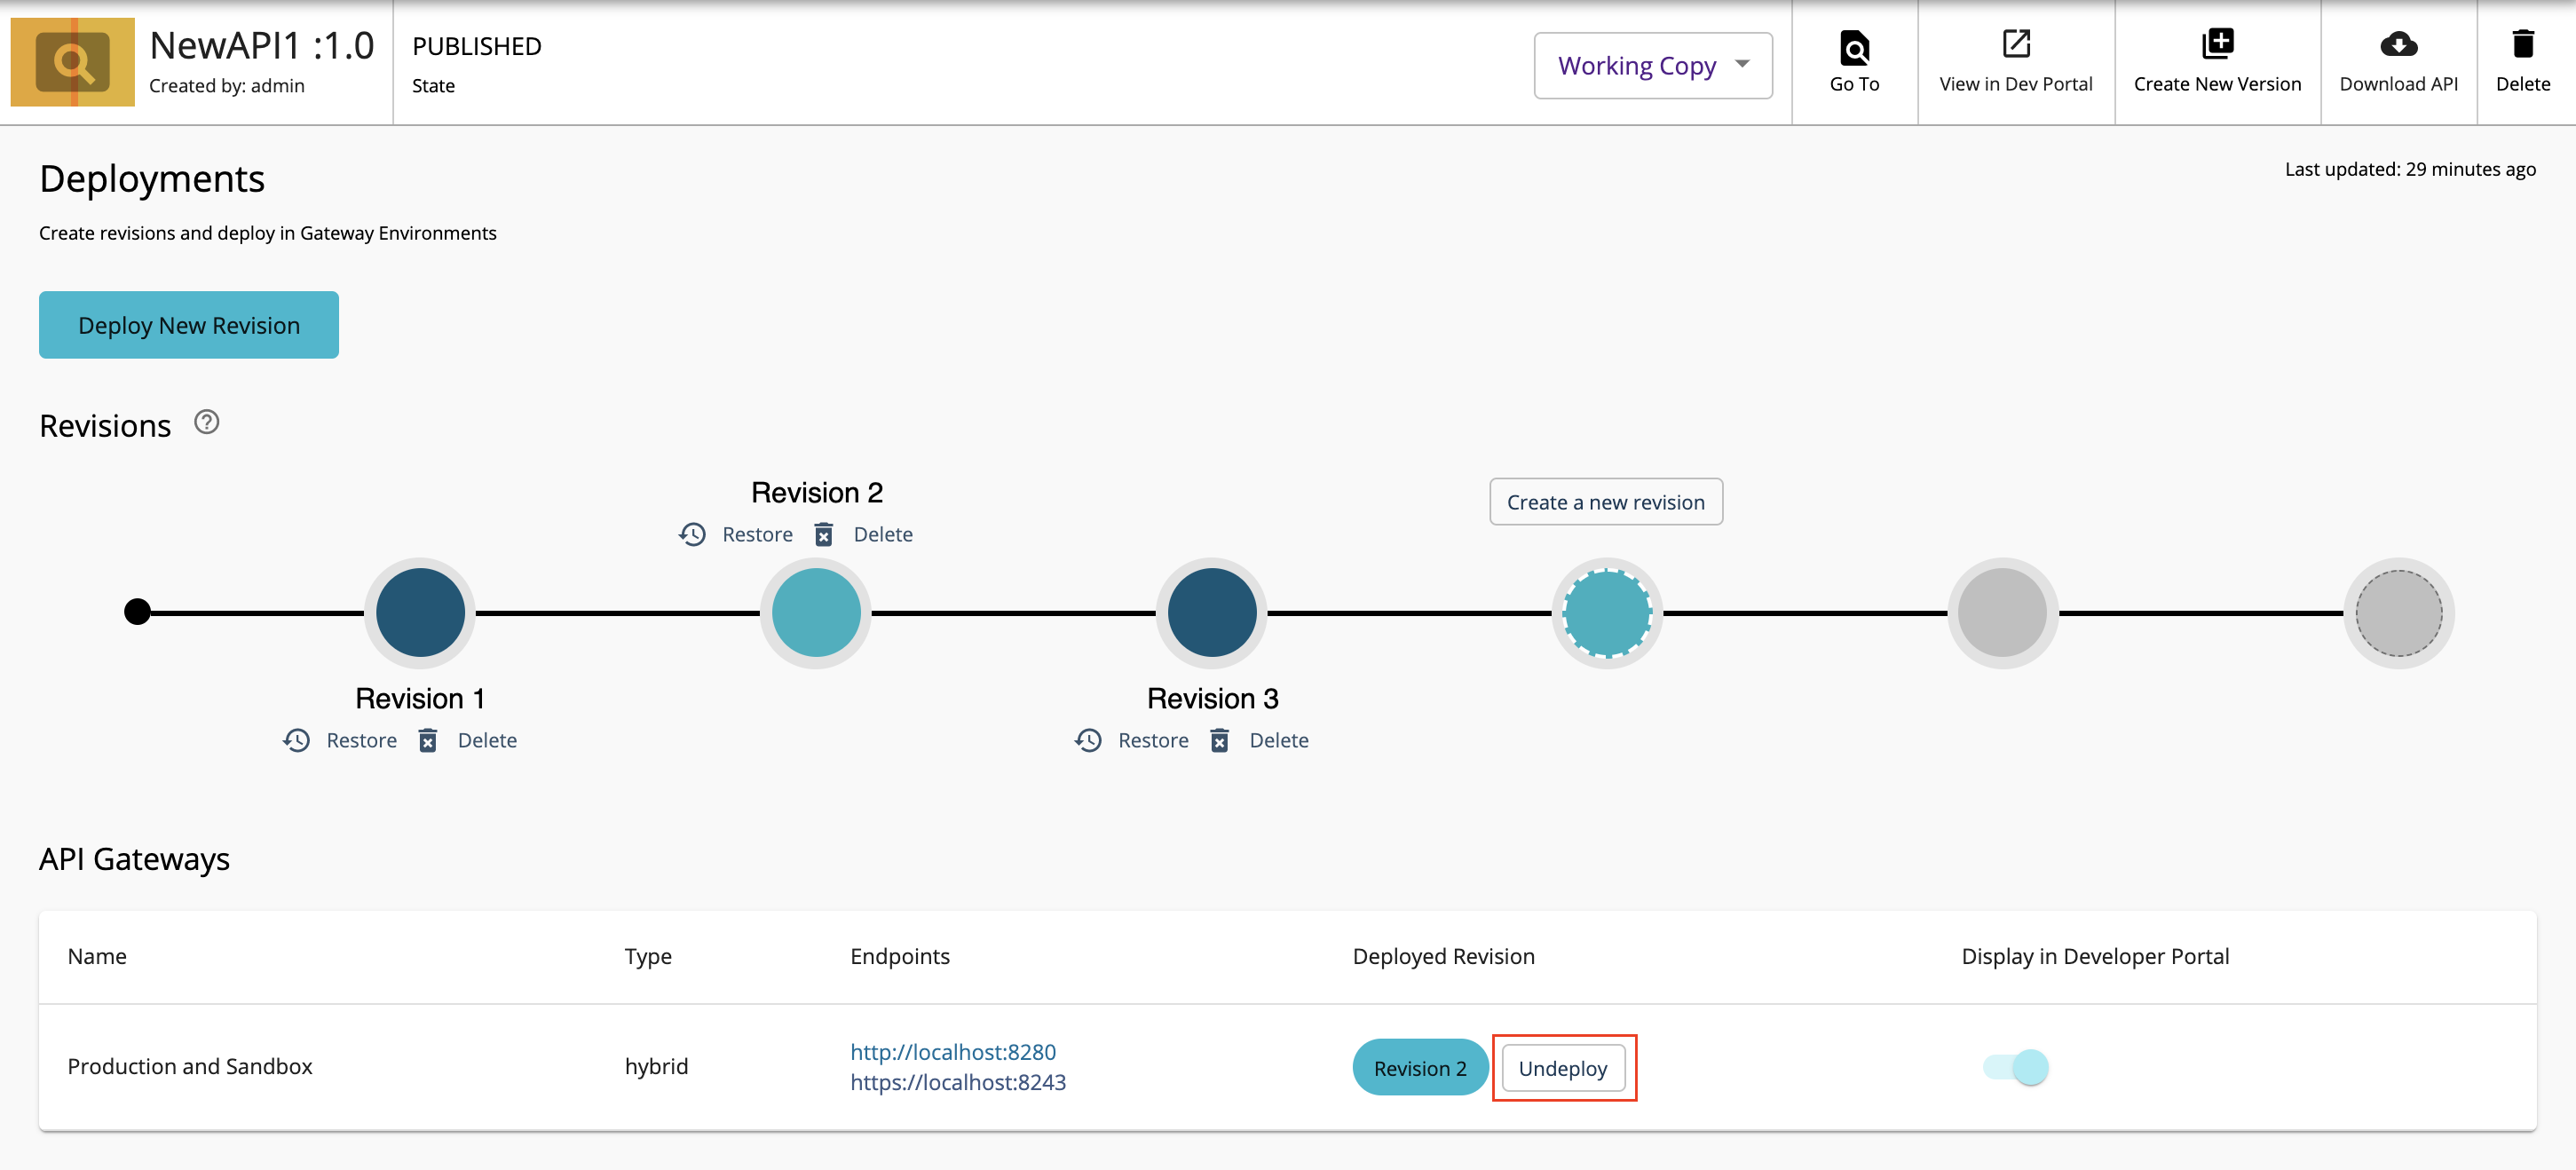 NewAPI1 :1.0
Created by: admin
PUBLISHED
State
Working Copy
Go To
View in Dev Portal
Create New Version
Download API
Delete
Deployments
Last updated: 29 minutes ago
Create revisions and deploy in Gateway Environments
Deploy New Revision
Revisions ?
Revision 2
Restore Delete
Create a new revision
Revision 1
Restore Delete
Revision 3
Restore Delete
API Gateways
Name Type Endpoints Deployed Revision Display in Developer Portal
Production and Sandbox hybrid
http://localhost:8280
https://localhost:8243
Revision 2 Undeploy